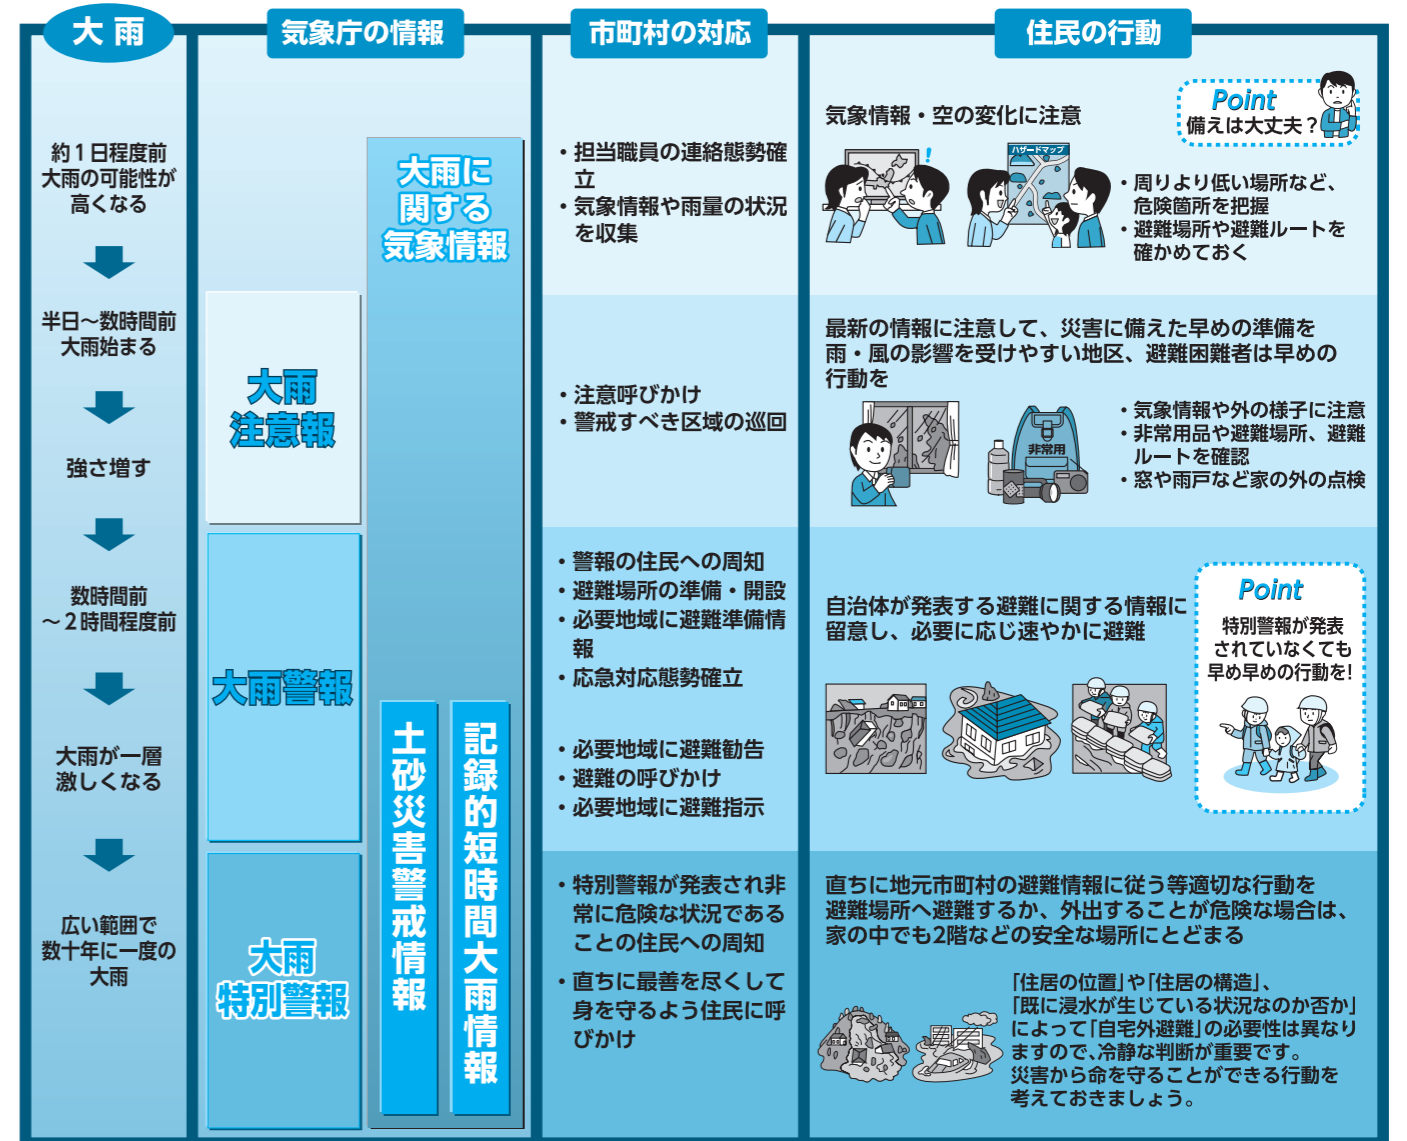 大雨
気象庁の情報
市町村の対応
住民の行動
約１日程度前
大雨の可能性が
高くなる
半日〜数時間前
大雨始まる
強さ増す
数時間前
〜２時間程度前
大雨が一層
激しくなる
広い範囲で
数十年に一度の
大雨
大雨に
関する
気象情報
大雨
注意報
大雨警報
大雨
特別警報
土砂災害警戒情報
記録的短時間大雨情報
・担当職員の連絡態勢確
立
・気象情報や雨量の状況
を収集
・注意呼びかけ
・警戒すべき区域の巡回
・警報の住民への周知
・避難場所の準備・開設
・必要地域に避難準備情
報
・応急対応態勢確立
・必要地域に避難勧告
・避難の呼びかけ
・必要地域に避難指示
・特別警報が発表され非
常に危険な状況である
ことの住民への周知
・直ちに最善を尽くして
身を守るよう住民に呼
びかけ
気象情報・空の変化に注意
Point
備えは大丈夫？
ハザードマップ
・周りより低い場所など、
危険箇所を把握
・避難場所や避難ルートを
確かめておく
最新の情報に注意して、災害に備えた早めの準備を
雨・風の影響を受けやすい地区、避難困難者は早めの
行動を
非常用
・気象情報や外の様子に注意
・非常用品や避難場所、避難
ルートを確認
・窓や雨戸など家の外の点検
自治体が発表する避難に関する情報に
留意し、必要に応じ速やかに避難
Point
特別警報が発表
されていなくても
早め早めの行動を!
直ちに地元市町村の避難情報に従う等適切な行動を
避難場所へ避難するか、外出することが危険な場合は、
家の中でも2階などの安全な場所にとどまる
「住居の位置」や「住居の構造」、
「既に浸水が生じている状況なのか否か」
によって「自宅外避難」の必要性は異なり
ますので、冷静な判断が重要です。
災害から命を守ることができる行動を
考えておきましょう。